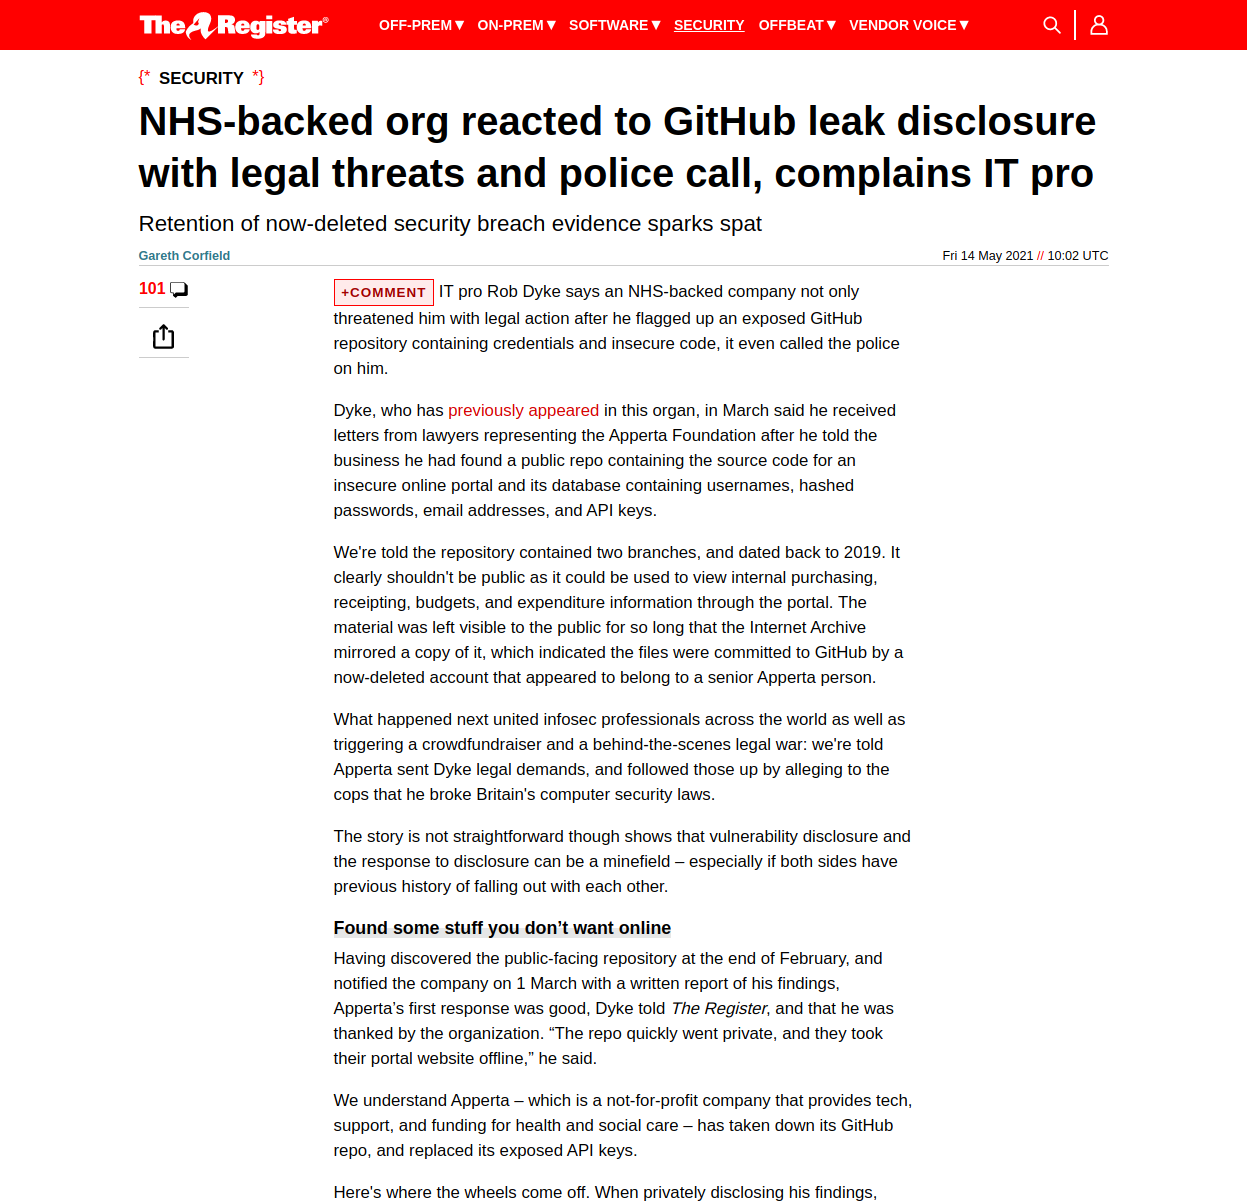 The Register®
OFF-PREM▼ ON-PREM▼ SOFTWARE▼ SECURITY OFFBEAT▼ VENDOR VOICE▼
{* SECURITY *}
NHS-backed org reacted to GitHub leak disclosure
with legal threats and police call, complains IT pro
Retention of now-deleted security breach evidence sparks spat
Gareth Corfield
Fri 14 May 2021 // 10:02 UTC
101
+COMMENT IT pro Rob Dyke says an NHS-backed company not only
threatened him with legal action after he flagged up an exposed GitHub
repository containing credentials and insecure code, it even called the police
on him.
Dyke, who has previously appeared in this organ, in March said he received
letters from lawyers representing the Apperta Foundation after he told the
business he had found a public repo containing the source code for an
insecure online portal and its database containing usernames, hashed
passwords, email addresses, and API keys.
We're told the repository contained two branches, and dated back to 2019. It
clearly shouldn't be public as it could be used to view internal purchasing,
receipting, budgets, and expenditure information through the portal. The
material was left visible to the public for so long that the Internet Archive
mirrored a copy of it, which indicated the files were committed to GitHub by a
now-deleted account that appeared to belong to a senior Apperta person.
What happened next united infosec professionals across the world as well as
triggering a crowdfundraiser and a behind-the-scenes legal war: we're told
Apperta sent Dyke legal demands, and followed those up by alleging to the
cops that he broke Britain's computer security laws.
The story is not straightforward though shows that vulnerability disclosure and
the response to disclosure can be a minefield – especially if both sides have
previous history of falling out with each other.
Found some stuff you don’t want online
Having discovered the public-facing repository at the end of February, and
notified the company on 1 March with a written report of his findings,
Apperta’s first response was good, Dyke told The Register, and that he was
thanked by the organization. “The repo quickly went private, and they took
their portal website offline,” he said.
We understand Apperta – which is a not-for-profit company that provides tech,
support, and funding for health and social care – has taken down its GitHub
repo, and replaced its exposed API keys.
Here's where the wheels come off. When privately disclosing his findings,